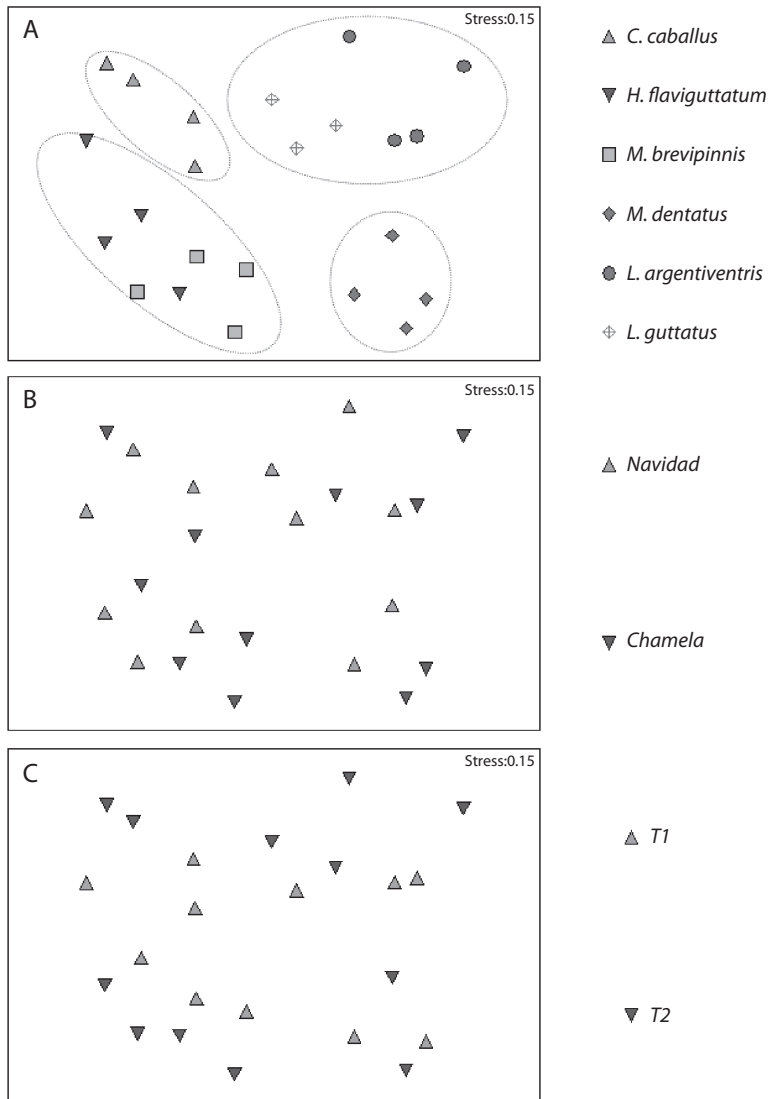 A
Stress:0.15
C. caballus
H. flaviguttatum
M. brevipinnis
M. dentatus
L. argentiventris
L. guttatus
B
Stress:0.15
Navidad
Chamela
C
Stress:0.15
T1
T2